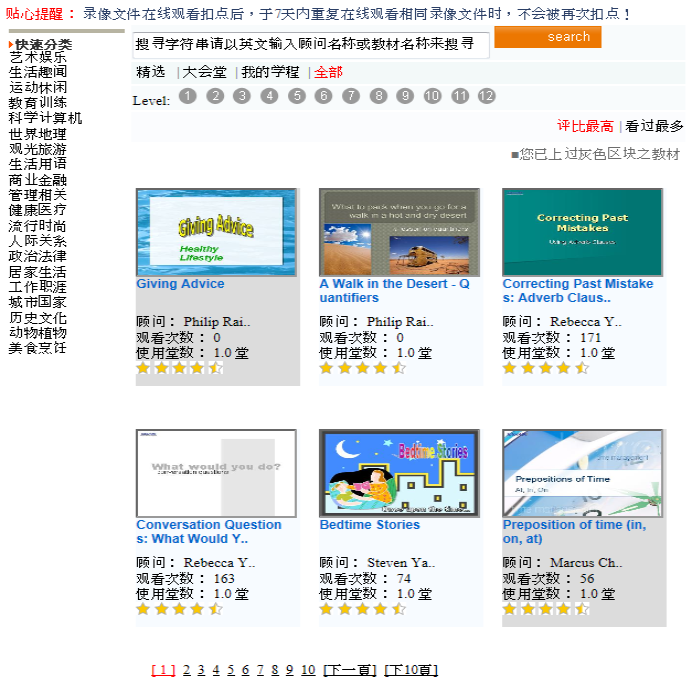 贴心提醒： 录像文件在线观看扣点后，于7天内重复在线观看相同录像文件时，不会被再次扣点！
快速分类
艺术娱乐
生活趣闻
运动休闲
教育训练
科学计算机
世界地理
观光旅游
生活用语
商业金融
管理相关
健康医疗
流行时尚
人际关系
政治法律
居家生活
工作职涯
城市国家
历史文化
动物植物
美食烹饪
搜寻字符串请以英文输入顾问名称或教材名称来搜寻
search
精选 | 大会堂 | 我的学程 | 全部
Level: 1 2 3 4 5 6 7 8 9 10 11 12
评比最高 | 看过最多
■您已上过灰色区块之教材
Giving Advice
Healthy
Lifestyle
Giving Advice
顾问： Philip Rai..
观看次数： 0
使用堂数： 1.0 堂
What to pack when you go for a
walk in a hot and dry desert
a lesson on quantifiers
A Walk in the Desert - Q
uantifiers
顾问： Philip Rai..
观看次数： 0
使用堂数： 1.0 堂
Correcting Past
Mistakes
Using Adverb Clauses
Correcting Past Mistake
s: Adverb Claus..
顾问： Rebecca Y..
观看次数： 171
使用堂数： 1.0 堂
What would you do?
conversation questions
Conversation Question
s: What Would Y..
顾问： Rebecca Y..
观看次数： 163
使用堂数： 1.0 堂
Bedtime Stories
Once upon the time...
Bedtime Stories
顾问： Steven Ya..
观看次数： 74
使用堂数： 1.0 堂
time management
Prepositions of Time
At, In, On
Preposition of time (in,
on, at)
顾问： Marcus Ch..
观看次数： 56
使用堂数： 1.0 堂
[ 1 ] 2 3 4 5 6 7 8 9 10 [下一頁] [下10頁]